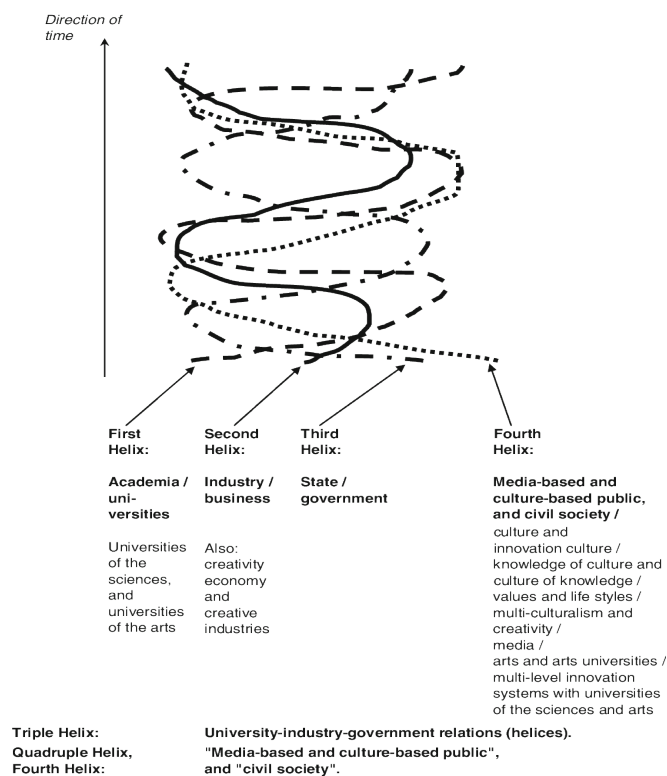 Direction of
time
First
Helix:
Academia /
uni-
versities
Universities
of the
sciences,
and
universities
of the arts
Second
Helix:
Industry /
business
Also:
creativity
economy
and
creative
industries
Third
Helix:
State /
government
Fourth
Helix:
Media-based and
culture-based public,
and civil society /
culture and
innovation culture /
knowledge of culture and
culture of knowledge /
values and life styles /
multi-culturalism and
creativity /
media /
arts and arts universities /
multi-level innovation
systems with universities
of the sciences and arts
Triple Helix: University-industry-government relations (helices).
Quadruple Helix, "Media-based and culture-based public",
Fourth Helix: and "civil society".